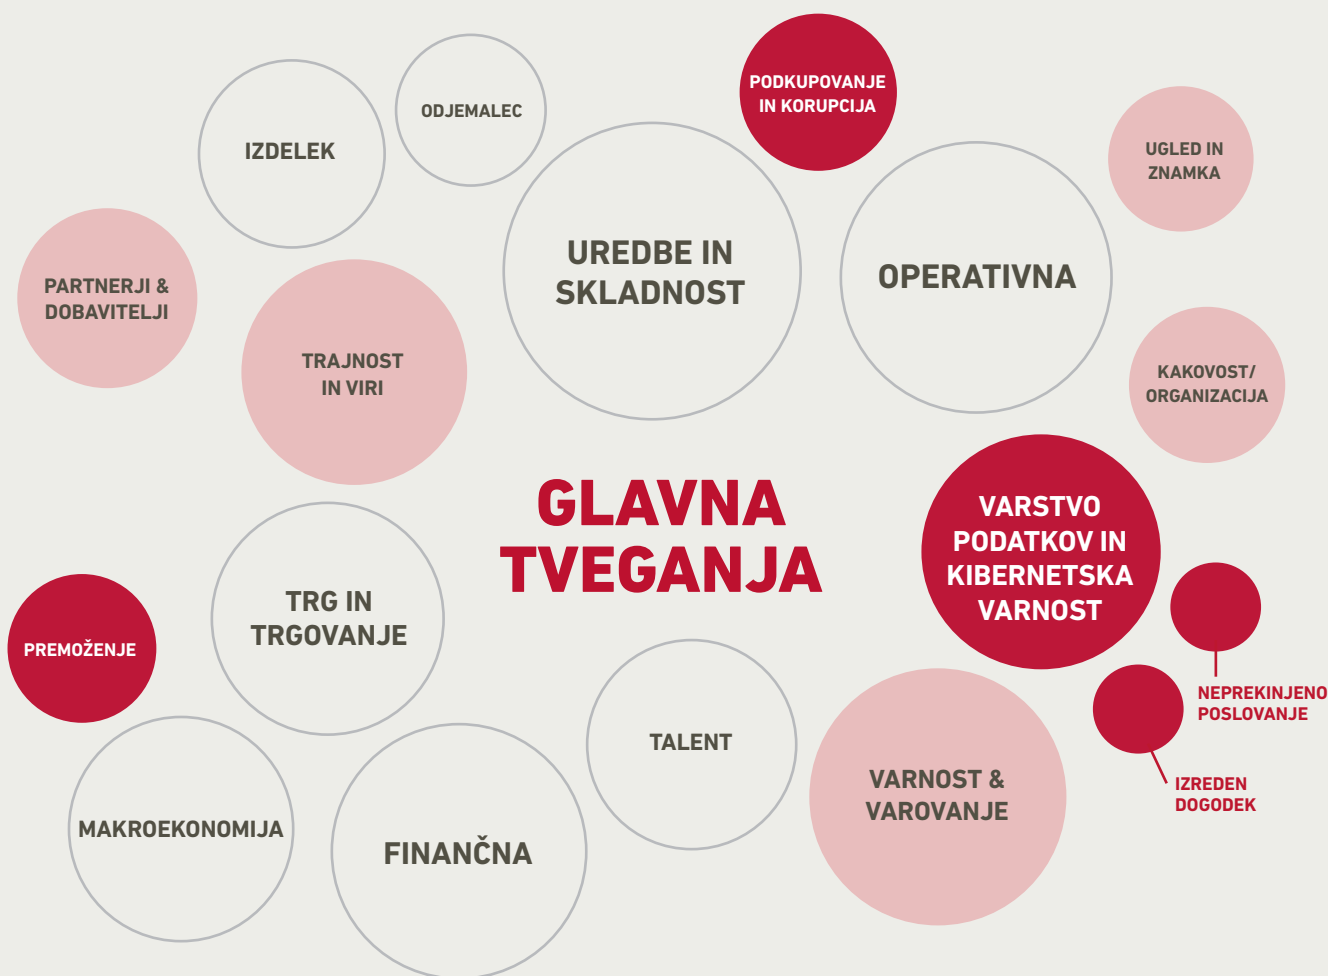 PODKUPOVANJE
IN KORUPCIJA
ODJEMALEC
IZDELEK
UGLED IN
ZNAMKA
UREDBE IN
SKLADNOST
OPERATIVNA
PARTNERJI &
DOBAVITELJI
TRAJNOST
IN VIRI
KAKOVOST/
ORGANIZACIJA
GLAVNA
TVEGANJA
VARSTVO
PODATKOV IN
KIBERNETSKA
VARNOST
TRG IN
TRGOVANJE
PREMOŽENJE
NEPREKINJENO
POSLOVANJE
TALENT
VARNOST &
VAROVANJE
IZREDEN
DOGODEK
MAKROEKONOMIJA
FINANČNA